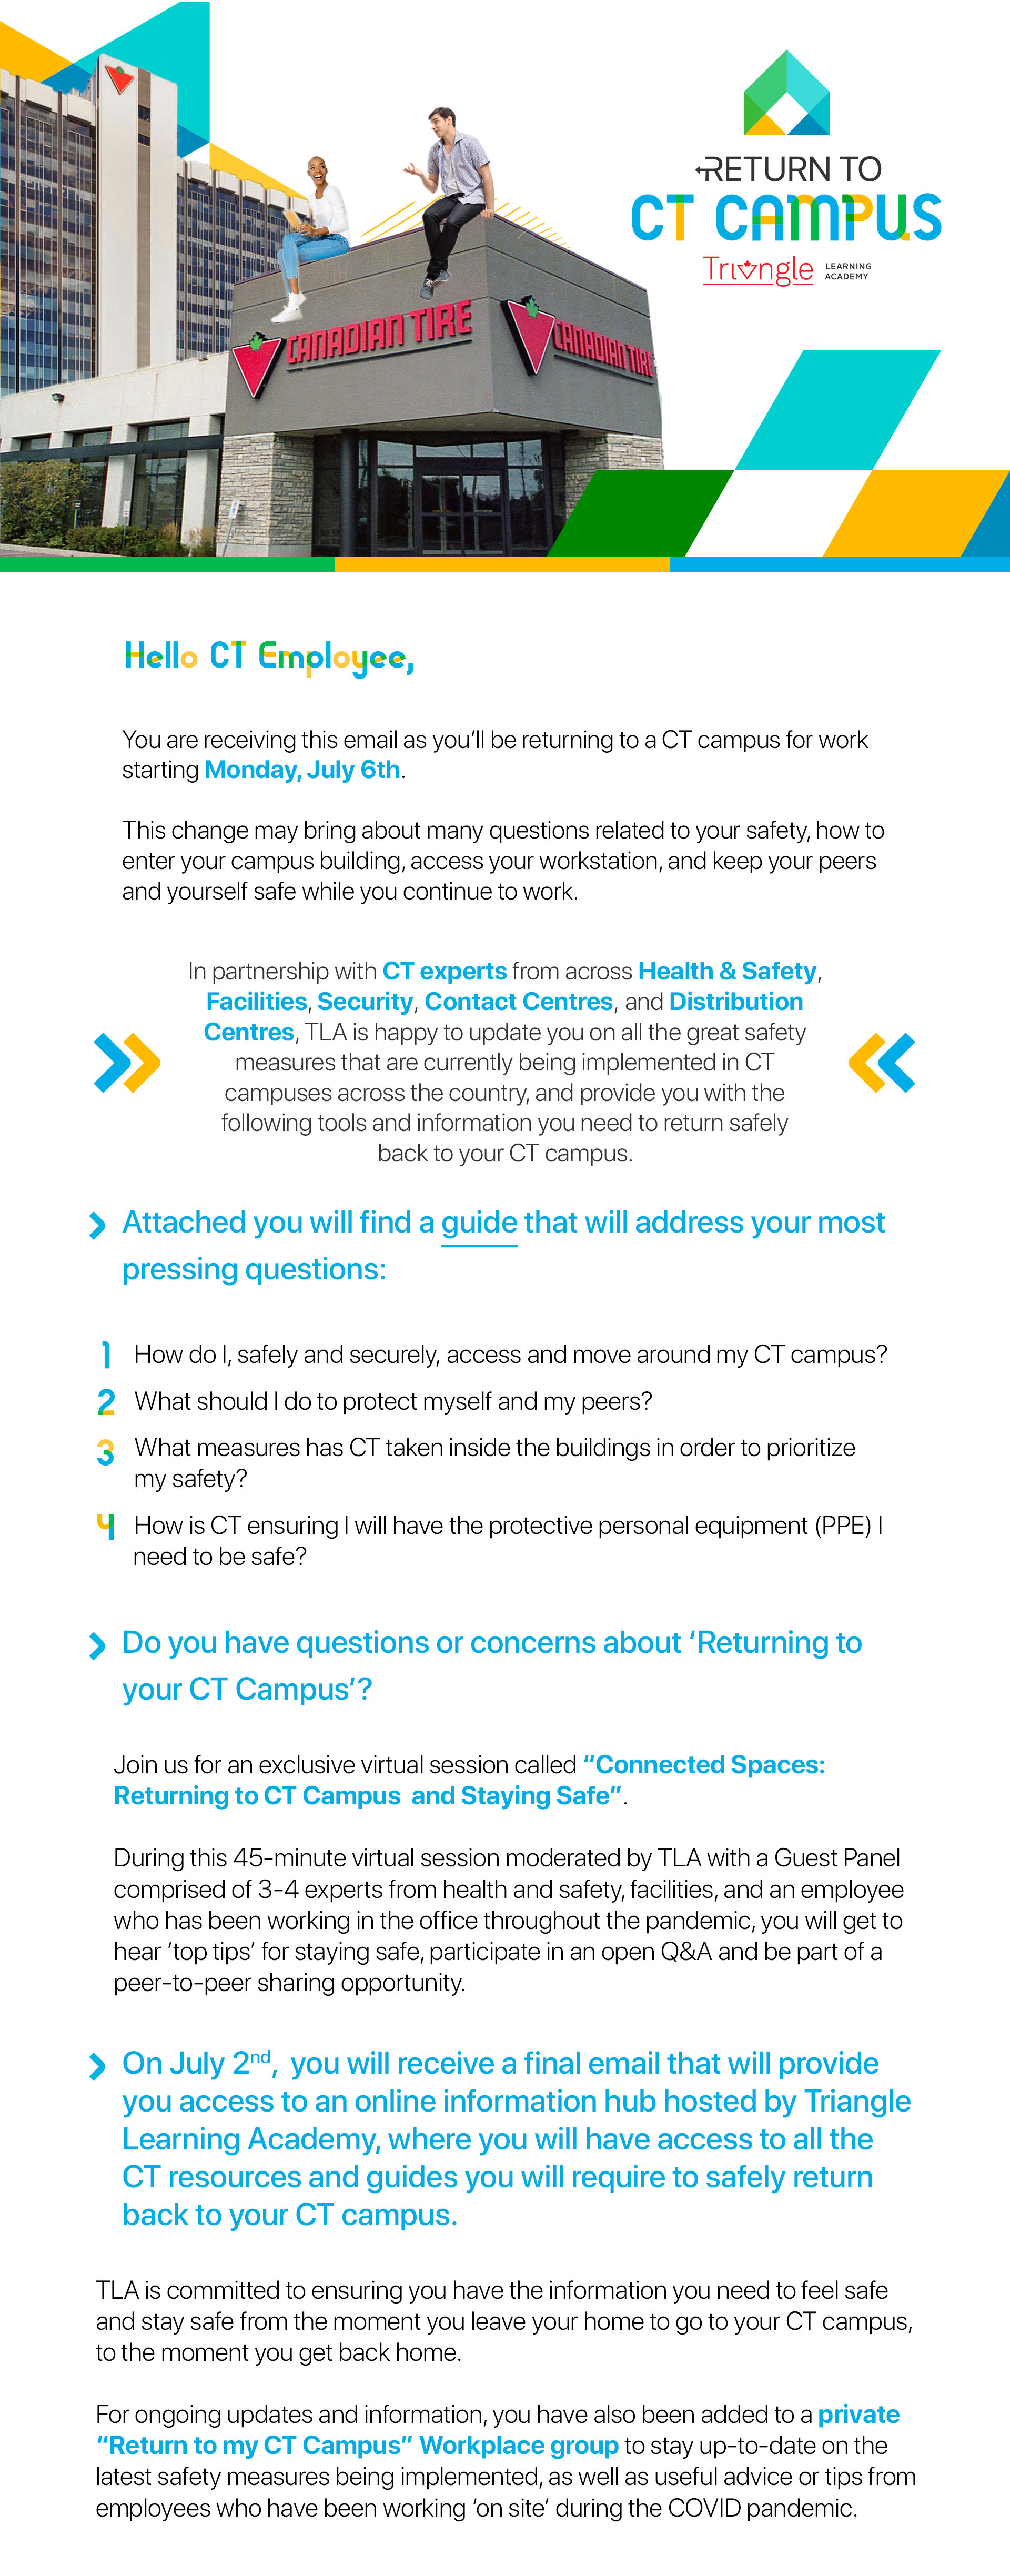 RETURN TO
CT CAMPUS
Triangle LEARNING
ACADEMY
CANADIAN TIRE
CANADIAN TIRE
Hello CT Employee,
You are receiving this email as you'll be returning to a CT campus for work
starting Monday, July 6th.
This change may bring about many questions related to your safety, how to
enter your campus building, access your workstation, and keep your peers
and yourself safe while you continue to work.
In partnership with CT experts from across Health & Safety,
Facilities, Security, Contact Centres, and Distribution
Centres, TLA is happy to update you on all the great safety
measures that are currently being implemented in CT
campuses across the country, and provide you with the
following tools and information you need to return safely
back to your CT campus.
Attached you will find a guide that will address your most
pressing questions:
1 How do I, safely and securely, access and move around my CT campus?
2 What should I do to protect myself and my peers?
3 What measures has CT taken inside the buildings in order to prioritize
my safety?
4 How is CT ensuring I will have the protective personal equipment (PPE) I
need to be safe?
Do you have questions or concerns about ‘Returning to
your CT Campus’?
Join us for an exclusive virtual session called “Connected Spaces:
Returning to CT Campus and Staying Safe”.
During this 45-minute virtual session moderated by TLA with a Guest Panel
comprised of 3-4 experts from health and safety, facilities, and an employee
who has been working in the office throughout the pandemic, you will get to
hear ‘top tips’ for staying safe, participate in an open Q&A and be part of a
peer-to-peer sharing opportunity.
On July 2nd, you will receive a final email that will provide
you access to an online information hub hosted by Triangle
Learning Academy, where you will have access to all the
CT resources and guides you will require to safely return
back to your CT campus.
TLA is committed to ensuring you have the information you need to feel safe
and stay safe from the moment you leave your home to go to your CT campus,
to the moment you get back home.
For ongoing updates and information, you have also been added to a private
“Return to my CT Campus” Workplace group to stay up-to-date on the
latest safety measures being implemented, as well as useful advice or tips from
employees who have been working ‘on site’ during the COVID pandemic.